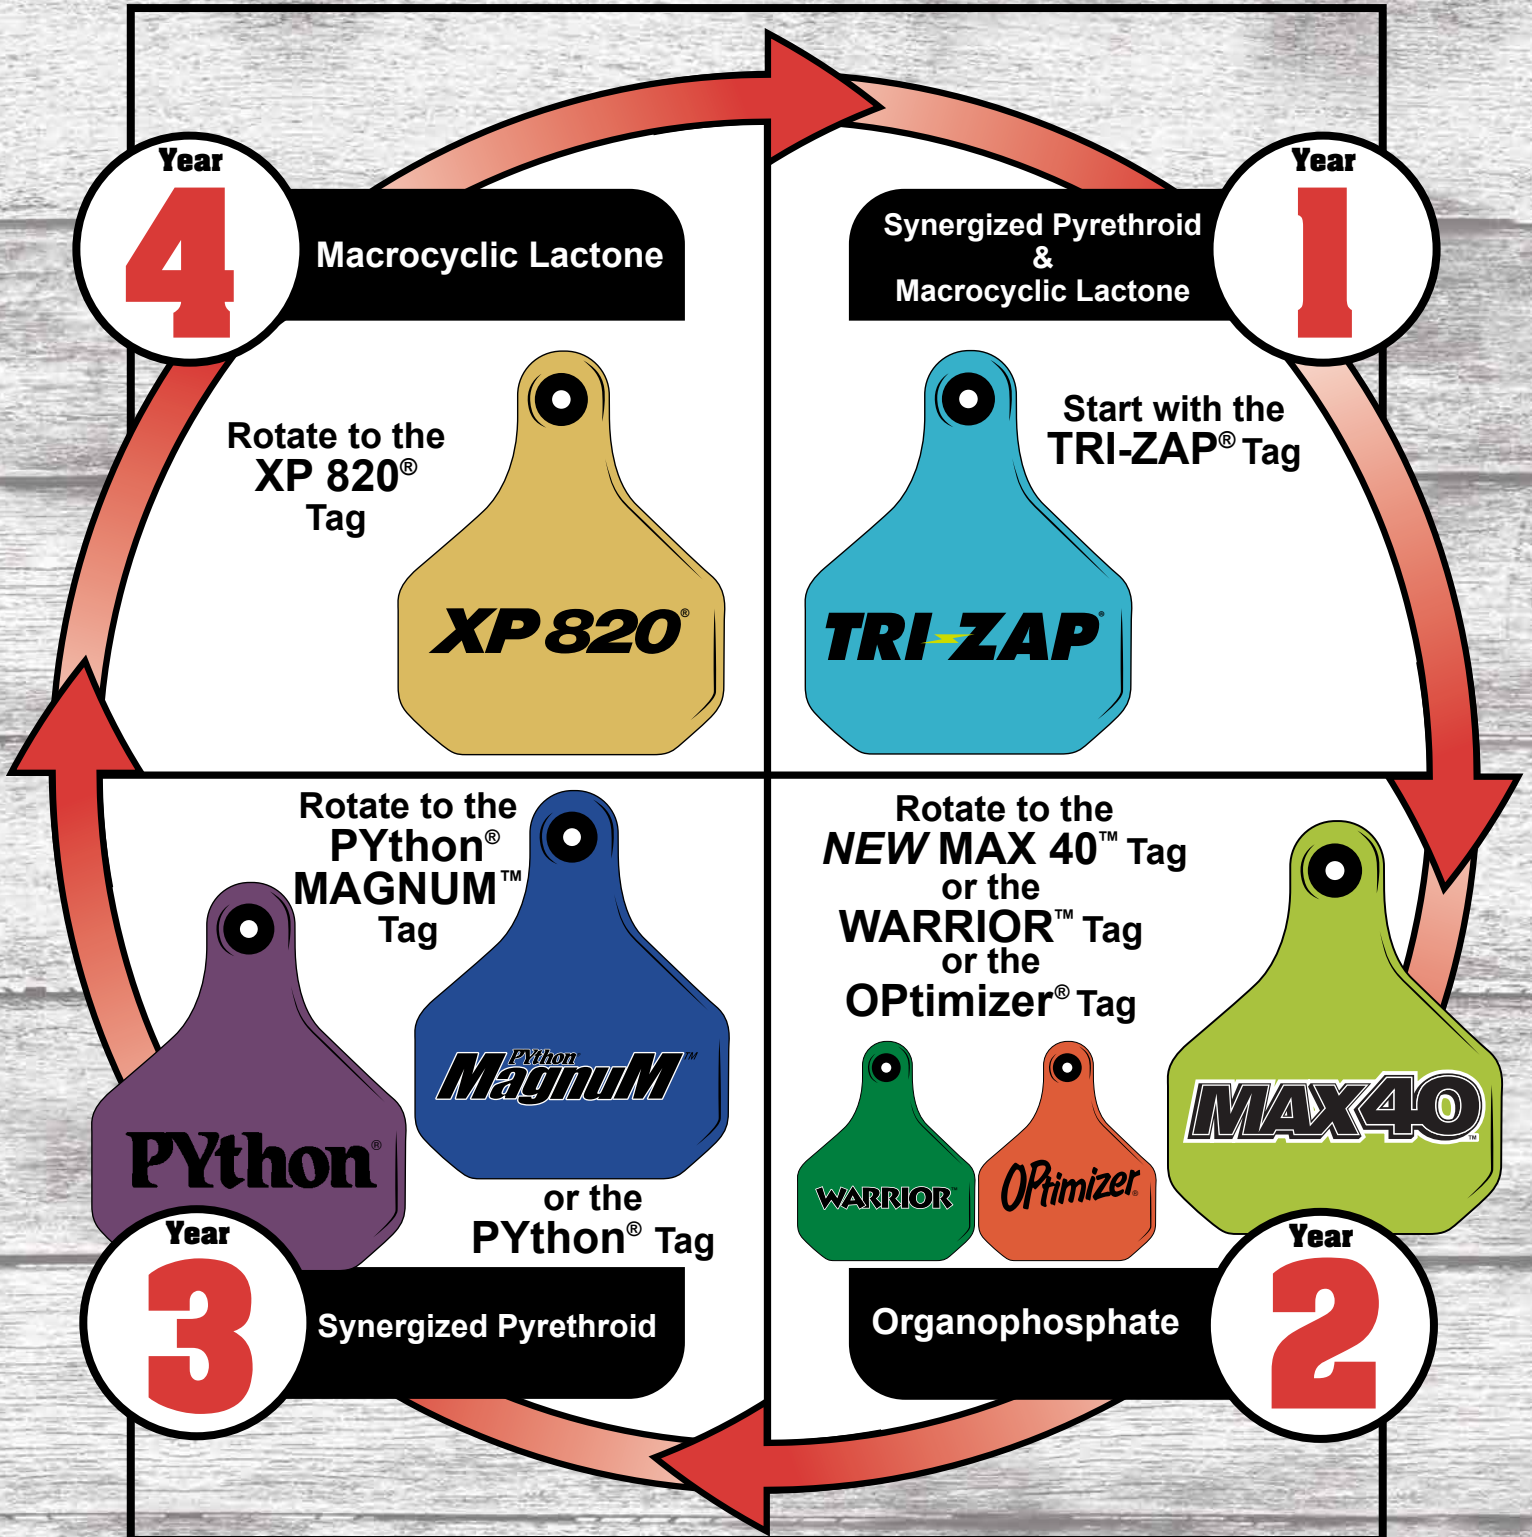 Year
1
Synergized Pyrethroid
&
Macrocyclic Lactone
Start with the
TRI-ZAP® Tag
TRI-ZAP®
Rotate to the
NEW MAX 40™ Tag
or the
WARRIOR™ Tag
or the
OPtimizer® Tag
WARRIOR™
OPtimizer®
MAX40™
Year
2
Organophosphate
Rotate to the
PYthon®
MAGNUM™
Tag
PYthon®
MagnuM™
PYthon®
or the
PYthon® Tag
Year
3
Synergized Pyrethroid
Year
4
Macrocyclic Lactone
Rotate to the
XP 820®
Tag
XP 820®